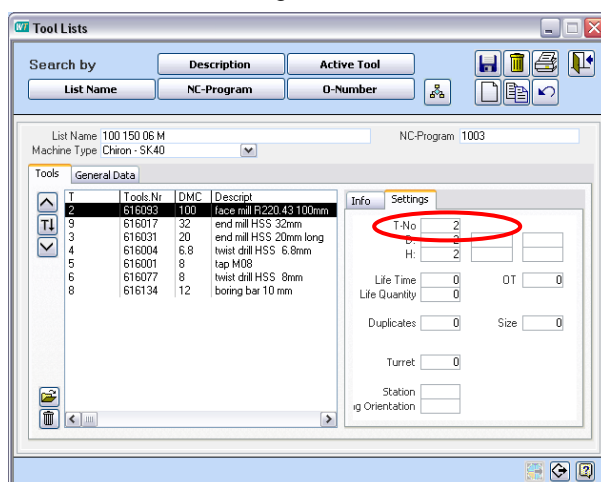 WT Tool Lists
Search by Description Active Tool
List Name NC-Program O-Number
List Name 100 150 06 M NC-Program 1003
Machine Type Chiron - SK40
Tools General Data
Info Settings
T Tools.Nr DMC Descript
2 616093 100 face mill R220.43 100mm
9 616017 32 end mill HSS 32mm
3 616031 20 end mill HSS 20mm long
4 616004 6.8 twist drill HSS 6.8mm
5 616001 8 tap M08
6 616077 8 twist drill HSS 8mm
8 616134 12 boring bar 10 mm
T-No 2
D: 2
H: 2
Life Time 0 OT 0
Life Quantity 0
Duplicates 0 Size 0
Turret 0
Station
ig Orientation